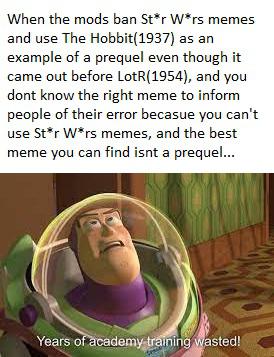 When the mods ban St*r W*rs memes
and use The Hobbit(1937) as an
example of a prequel even though it
came out before LotR(1954), and you
dont know the right meme to inform
people of their error becasue you can't
use St*r W*rs memes, and the best
meme you can find isnt a prequel...
Years of academy training wasted!